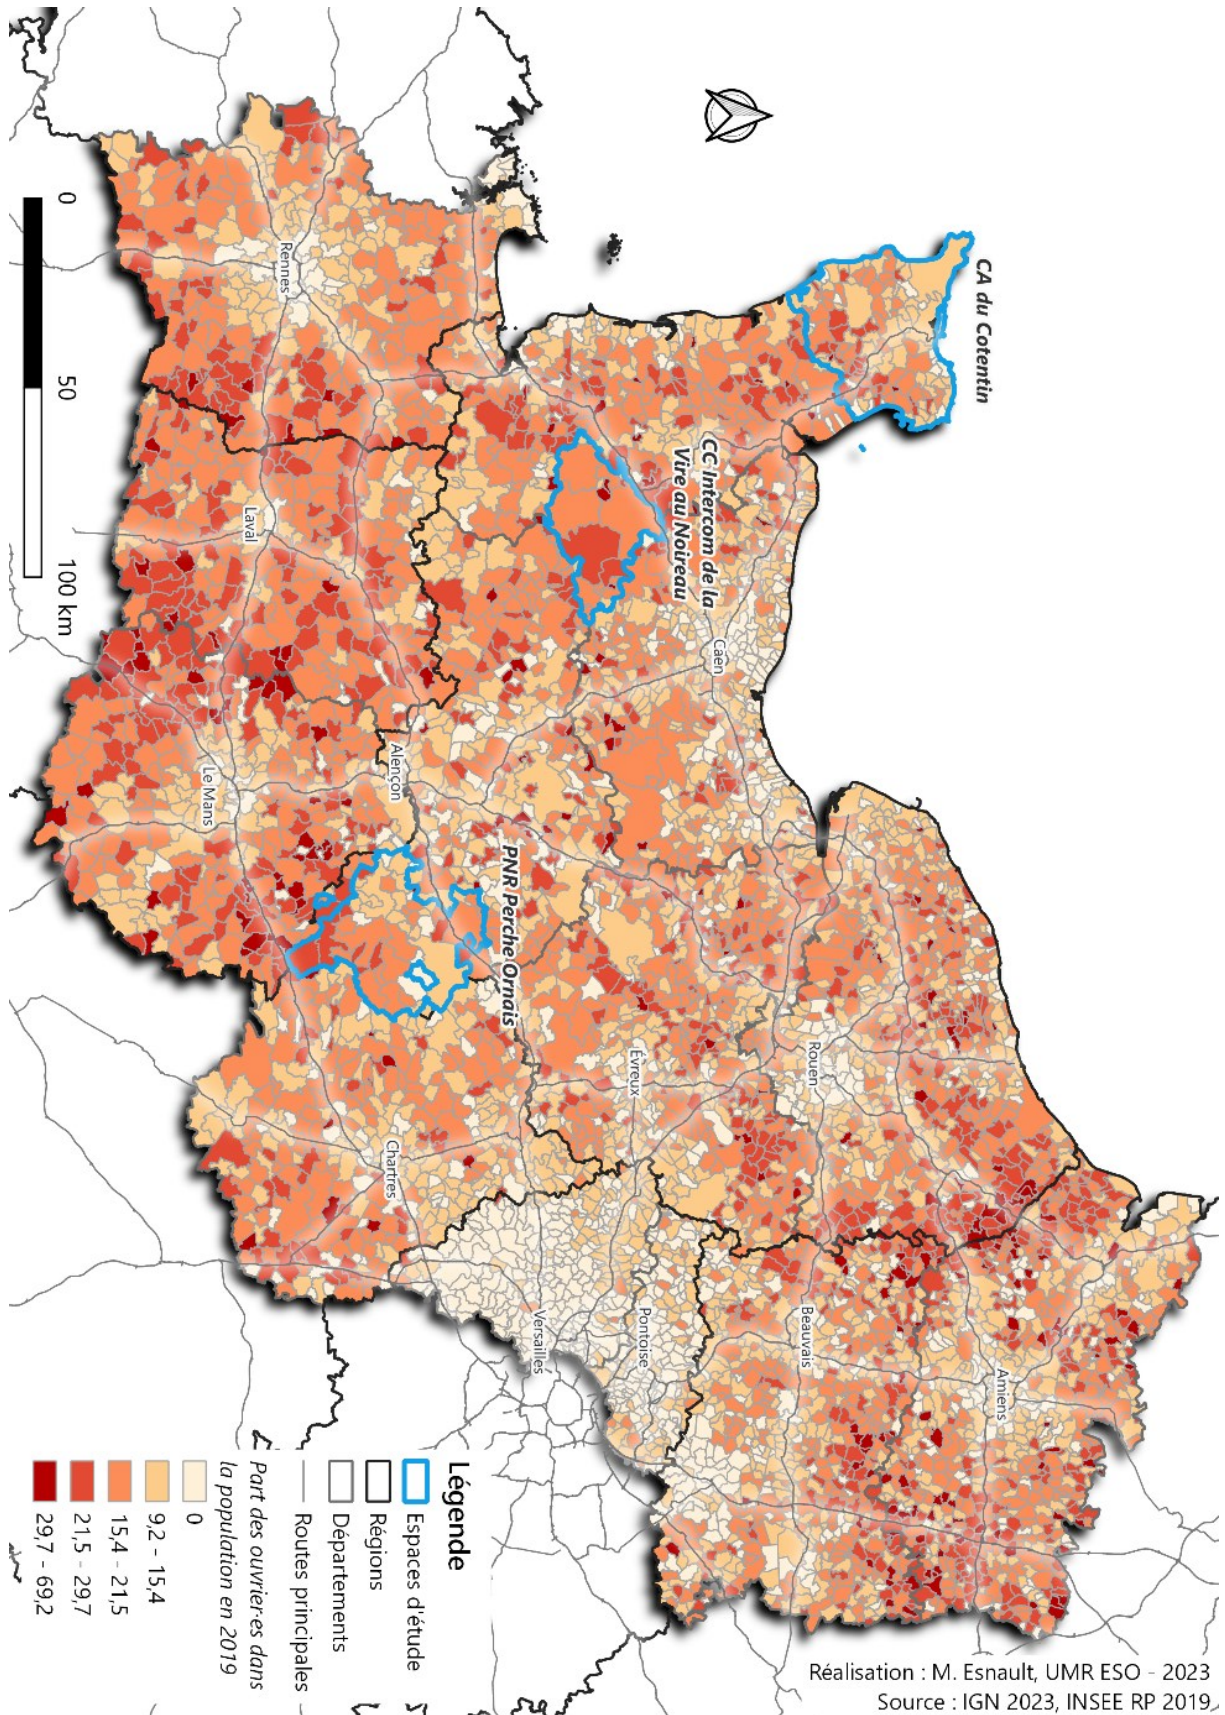 CA du Cotentin
CC Intercom de la
Vire au Noireau
PNR Perche Ornais
Rennes
Laval
Caen
Alençon
Le Mans
Rouen
Évreux
Chartres
Amiens
Beauvais
Pontoise
Versailles
0
50
100 km
Légende
Espaces d'étude
Régions
Départements
Routes principales
Part des ouvrier·es dans
la population en 2019
0
9,2 - 15,4
15,4 - 21,5
21,5 - 29,7
29,7 - 69,2
Réalisation : M. Esnault, UMR ESO - 2023
Source : IGN 2023, INSEE RP 2019